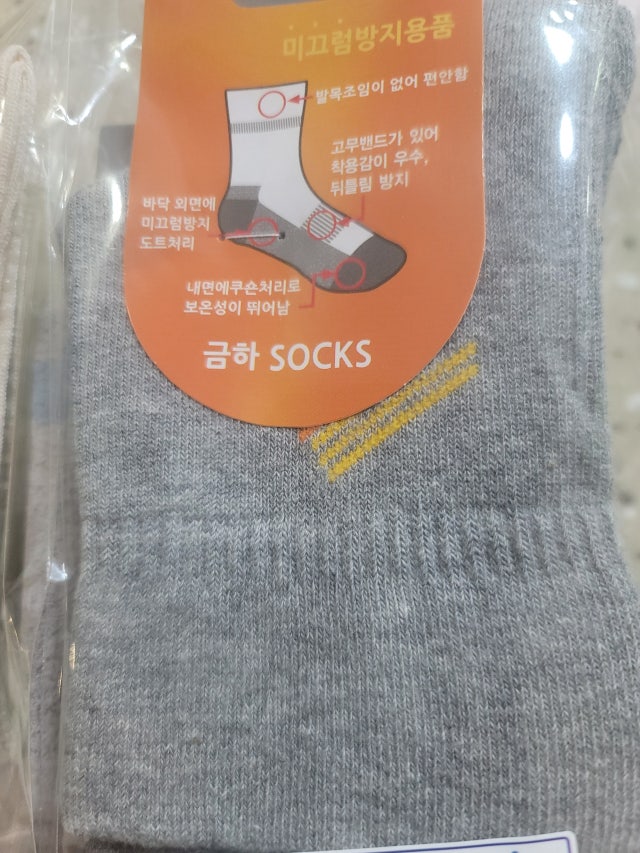 미끄럼방지용품
발목조임이 없어 편안함
고무밴드가 있어
착용감이 우수,
뒤틀림 방지
바닥 외면에
미끄럼방지
도트처리
내면에쿠숀처리로
보온성이 뛰어남
금하 SOCKS